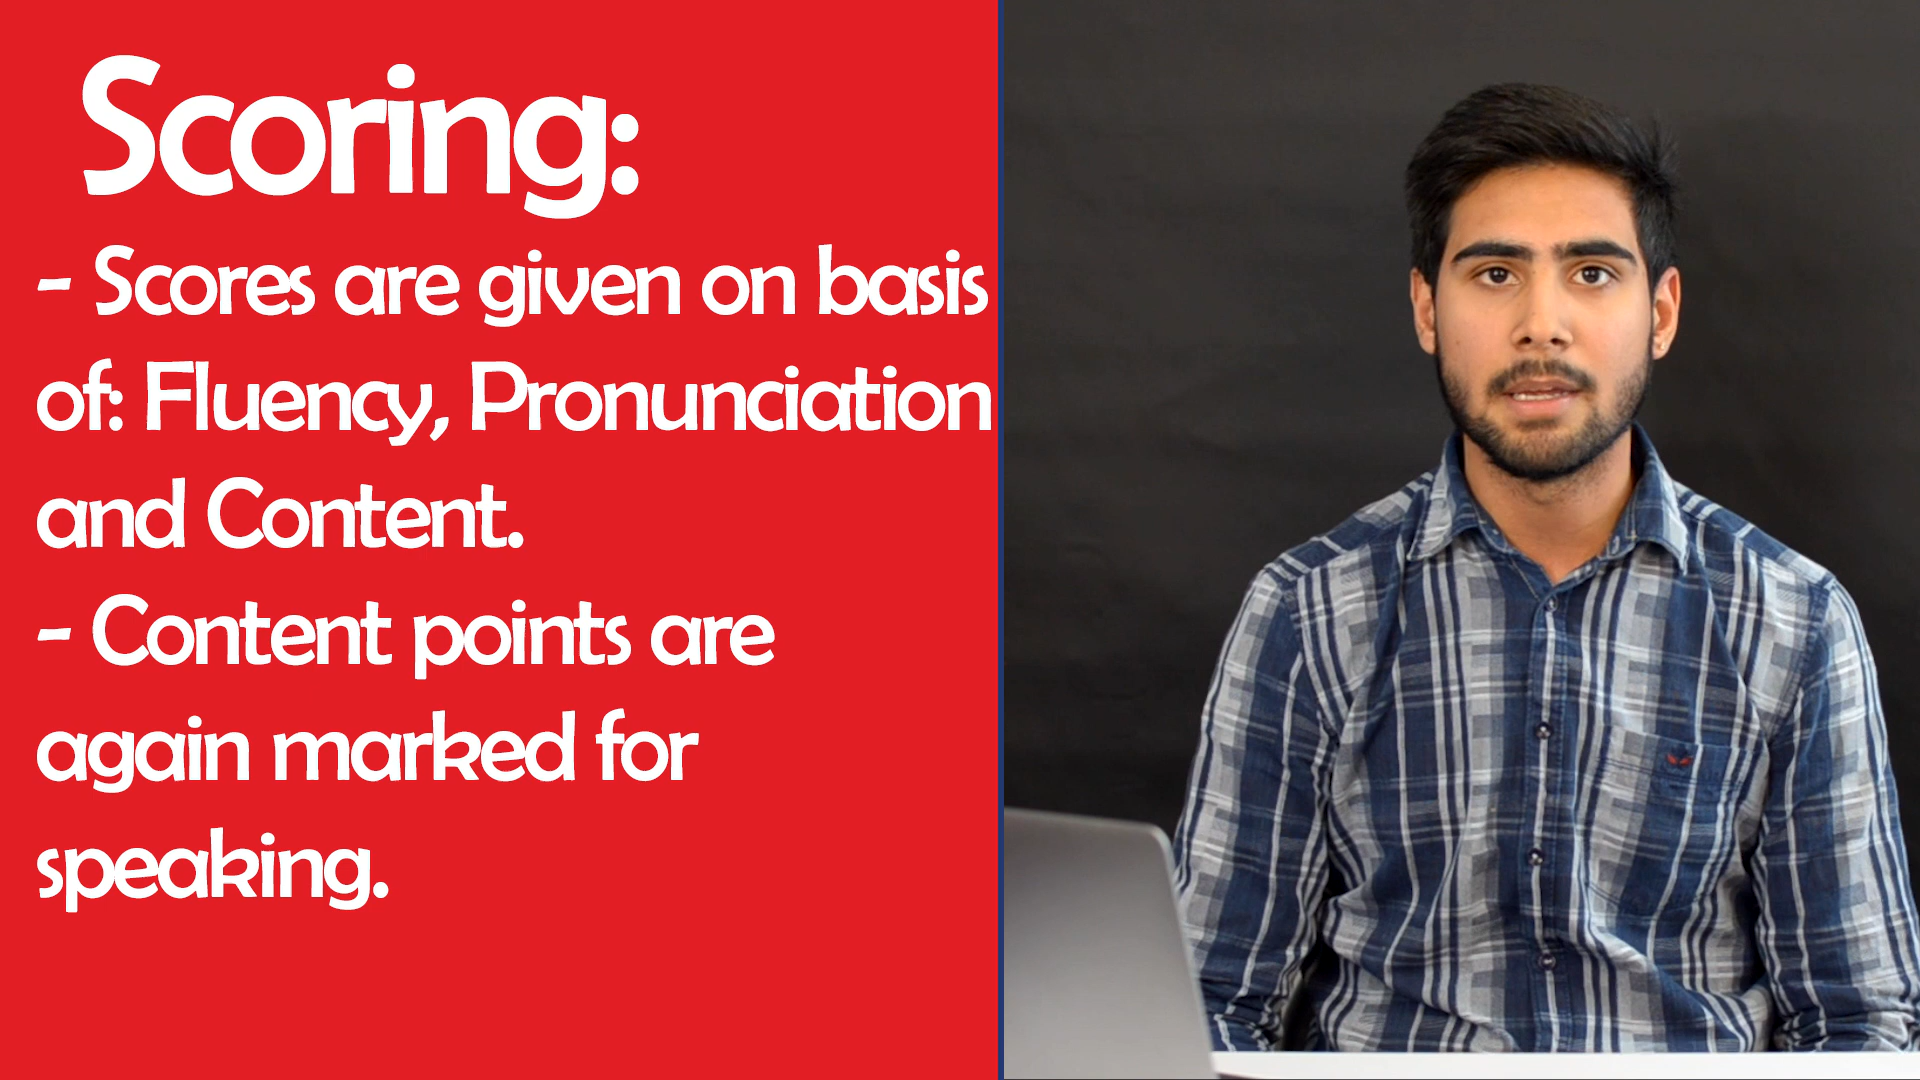 Scoring:
- Scores are given on basis
of: Fluency, Pronunciation
and Content.
- Content points are
again marked for
speaking.